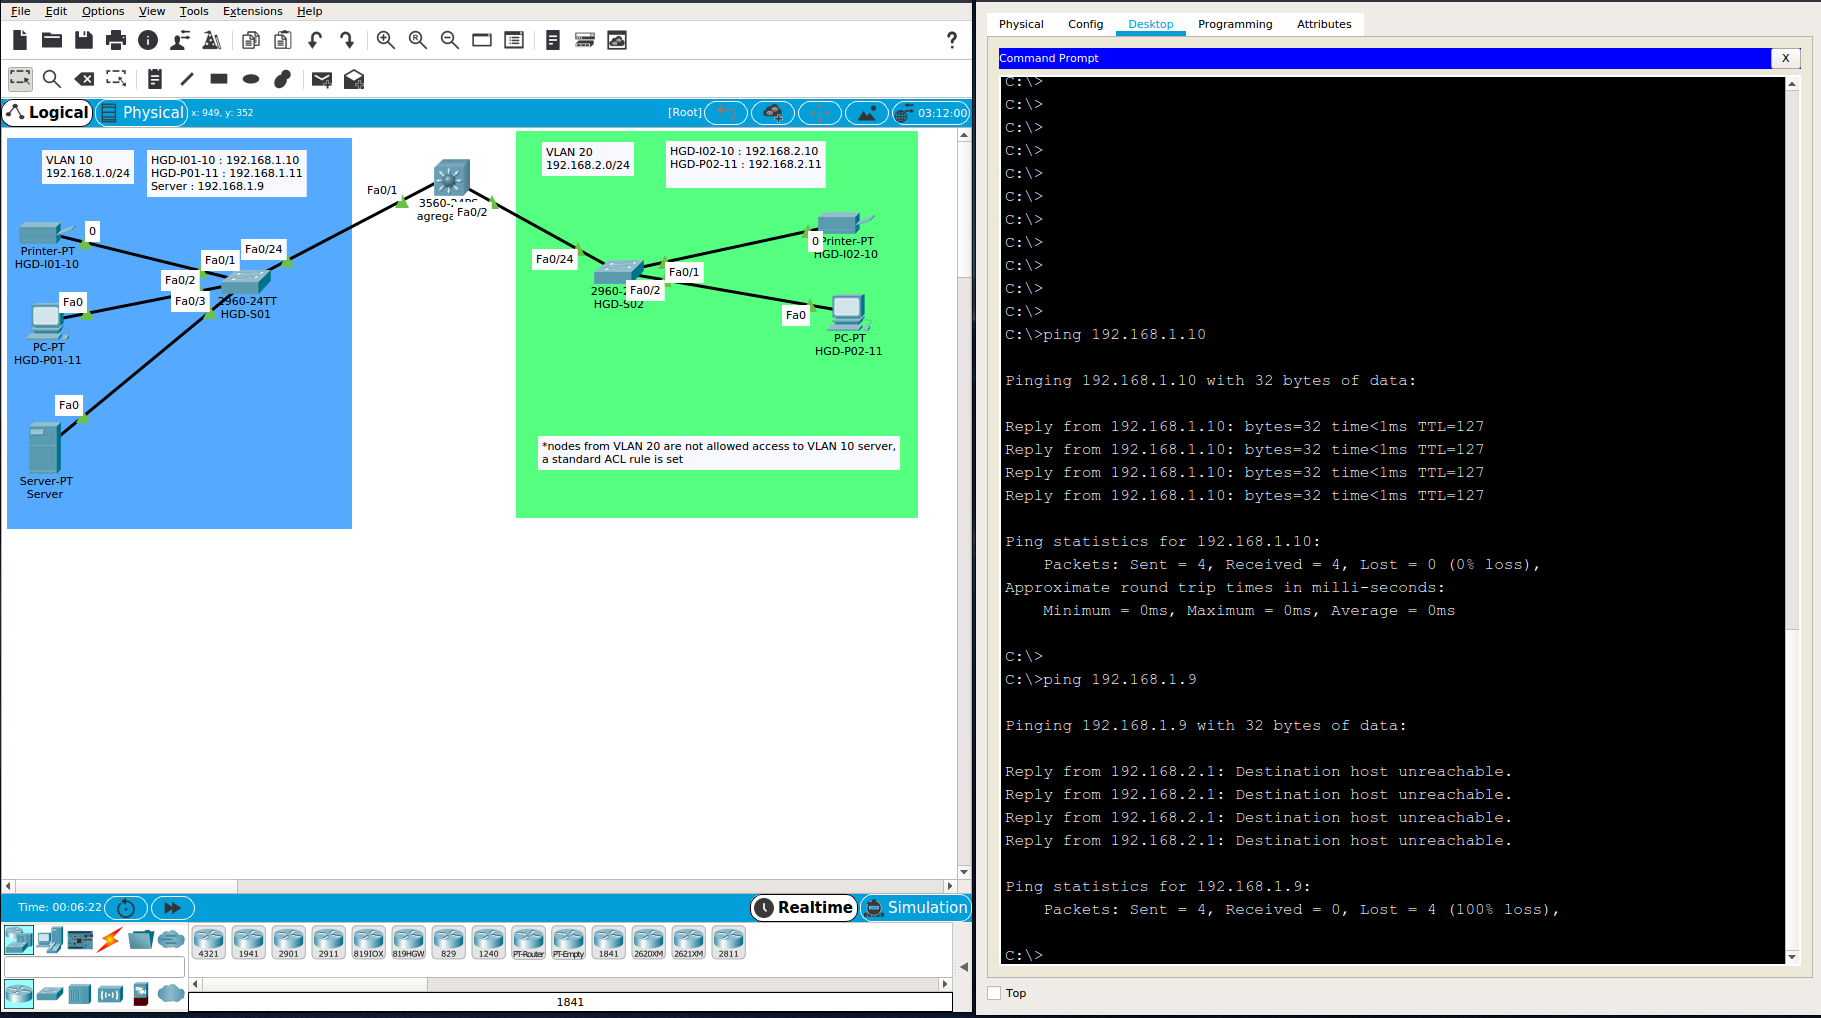 File Edit Options View Tools Extensions Help
?
Logical
Physical
x: 949, y: 352
[Root]
03:12:00
VLAN 10
192.168.1.0/24
HGD-I01-10 : 192.168.1.10
HGD-P01-11 : 192.168.1.11
Server : 192.168.1.9
0
Printer-PT
HGD-I01-10
Fa0/24
Fa0/1
Fa0/2
Fa0/3
2960-24TT
HGD-S01
Fa0
PC-PT
HGD-P01-11
Fa0
Server-PT
Server
Fa0/1
3560-24PS
agrega
Fa0/2
VLAN 20
192.168.2.0/24
HGD-I02-10 : 192.168.2.10
HGD-P02-11 : 192.168.2.11
Fa0/24
0
Printer-PT
HGD-I02-10
Fa0/1
Fa0/2
2960-2
HGD-S02
Fa0
PC-PT
HGD-P02-11
*nodes from VLAN 20 are not allowed access to VLAN 10 server,
a standard ACL rule is set
Time: 00:06:22
Realtime
Simulation
4321 1941 2901 2911 819IOX 819HGW 829 1240 PT-Router PT-Empty 1841 2620XM 2621XM 2811
1841
Physical Config Desktop Programming Attributes
Command Prompt
X
C:\>
C:\>
C:\>
C:\>
C:\>
C:\>
C:\>
C:\>
C:\>
C:\>
C:\>
C:\>ping 192.168.1.10
Pinging 192.168.1.10 with 32 bytes of data:
Reply from 192.168.1.10: bytes=32 time<1ms TTL=127
Reply from 192.168.1.10: bytes=32 time<1ms TTL=127
Reply from 192.168.1.10: bytes=32 time<1ms TTL=127
Reply from 192.168.1.10: bytes=32 time<1ms TTL=127
Ping statistics for 192.168.1.10:
Packets: Sent = 4, Received = 4, Lost = 0 (0% loss),
Approximate round trip times in milli-seconds:
Minimum = 0ms, Maximum = 0ms, Average = 0ms
C:\>
C:\>ping 192.168.1.9
Pinging 192.168.1.9 with 32 bytes of data:
Reply from 192.168.2.1: Destination host unreachable.
Reply from 192.168.2.1: Destination host unreachable.
Reply from 192.168.2.1: Destination host unreachable.
Reply from 192.168.2.1: Destination host unreachable.
Ping statistics for 192.168.1.9:
Packets: Sent = 4, Received = 0, Lost = 4 (100% loss),
C:\>
Top